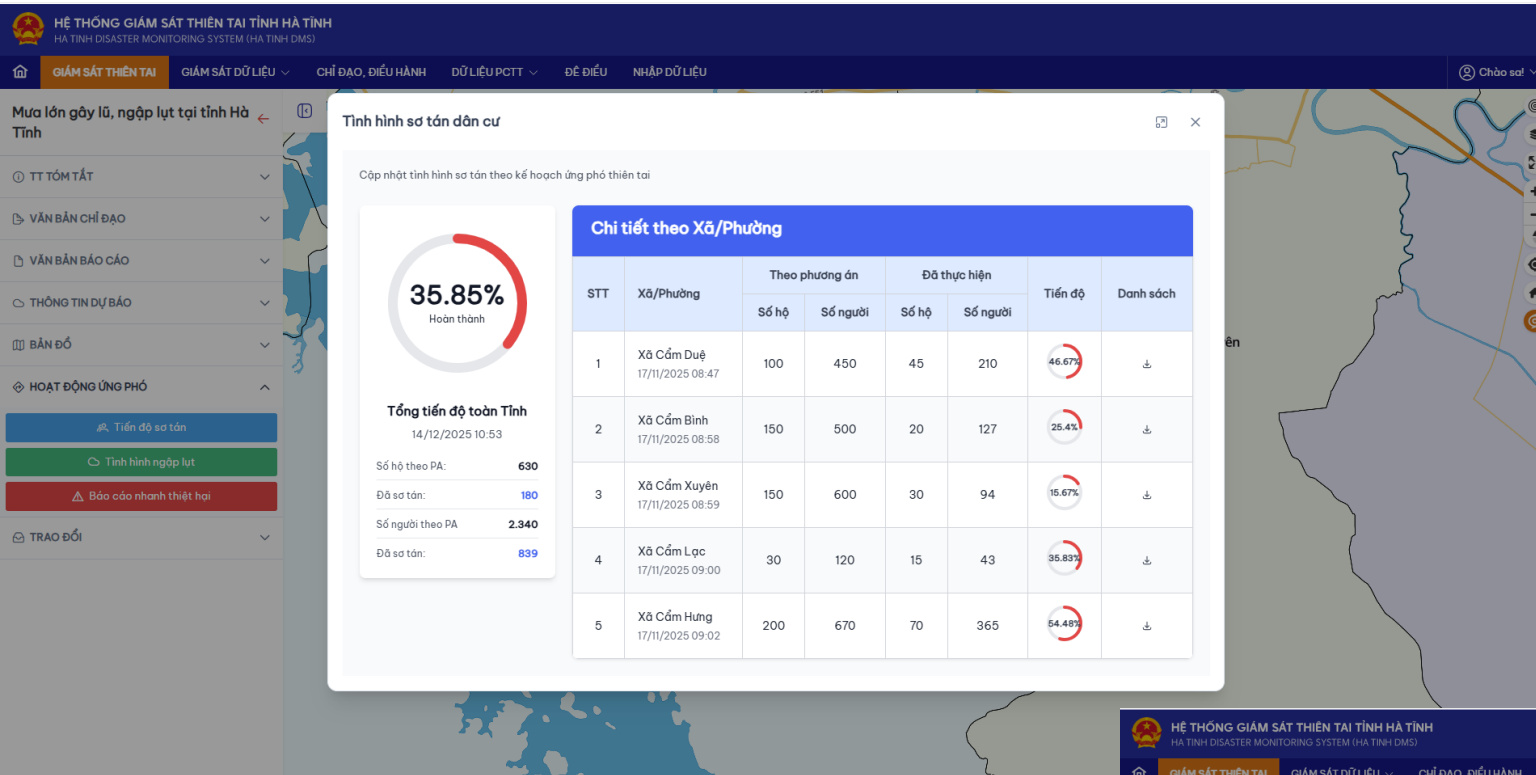 HỆ THỐNG GIÁM SÁT THIÊN TAI TỈNH HÀ TĨNH
HA TINH DISASTER MONITORING SYSTEM (HA TINH DMS)
GIÁM SÁT THIÊN TAI GIÁM SÁT DỮ LIỆU CHỈ ĐẠO, ĐIỀU HÀNH DỮ LIỆU PCTT ĐÊ ĐIỀU NHẬP DỮ LIỆU Chào sa!
Mưa lớn gây lũ, ngập lụt tại tỉnh Hà
Tĩnh
TT TÓM TẮT
VĂN BẢN CHỈ ĐẠO
VĂN BẢN BÁO CÁO
THÔNG TIN DỰ BÁO
BẢN ĐỒ
HOẠT ĐỘNG ỨNG PHÓ
Tiến độ sơ tán
Tình hình ngập lụt
Báo cáo nhanh thiệt hại
TRAO ĐỔI
Tình hình sơ tán dân cư
Cập nhật tình hình sơ tán theo kế hoạch ứng phó thiên tai
35.85%
Hoàn thành
Tổng tiến độ toàn Tỉnh
14/12/2025 10:53
Số hộ theo PA: 630
Đã sơ tán: 180
Số người theo PA 2.340
Đã sơ tán: 839
Chi tiết theo Xã/Phường
STT Xã/Phường Theo phương án Đã thực hiện Tiến độ Danh sách
Số hộ Số người Số hộ Số người
1 Xã Cẩm Duệ 100 450 45 210 46.67%
17/11/2025 08:47
2 Xã Cẩm Bình 150 500 20 127 25.4%
17/11/2025 08:58
3 Xã Cẩm Xuyên 150 600 30 94 15.67%
17/11/2025 08:59
4 Xã Cẩm Lạc 30 120 15 43 35.83%
17/11/2025 09:00
5 Xã Cẩm Hưng 200 670 70 365 54.48%
17/11/2025 09:02
ên
HỆ THỐNG GIÁM SÁT THIÊN TAI TỈNH HÀ TĨNH
HA TINH DISASTER MONITORING SYSTEM (HA TINH DMS)
GIÁM SÁT THIÊN TAI GIÁM SÁT DỮ LIỆU CHỈ ĐẠO, ĐIỀU HÀNH